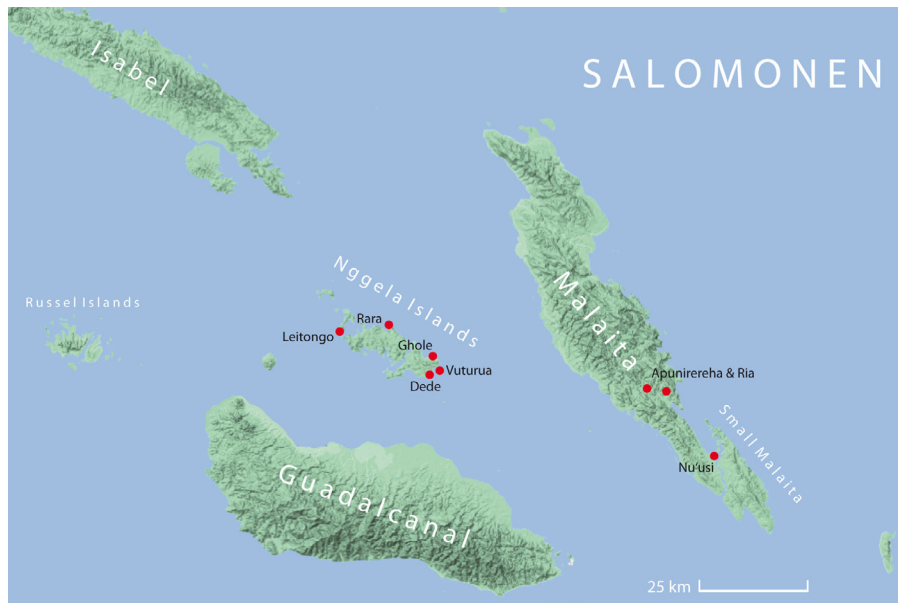 SALOMONEN
Isabel
Nggela Islands
Russel Islands
Malaita
Rara
Leitongo
Ghole
Vuturua
Dede
Apunirereha & Ria
Small Malaita
Nu'usi
Guadalcanal
25 km